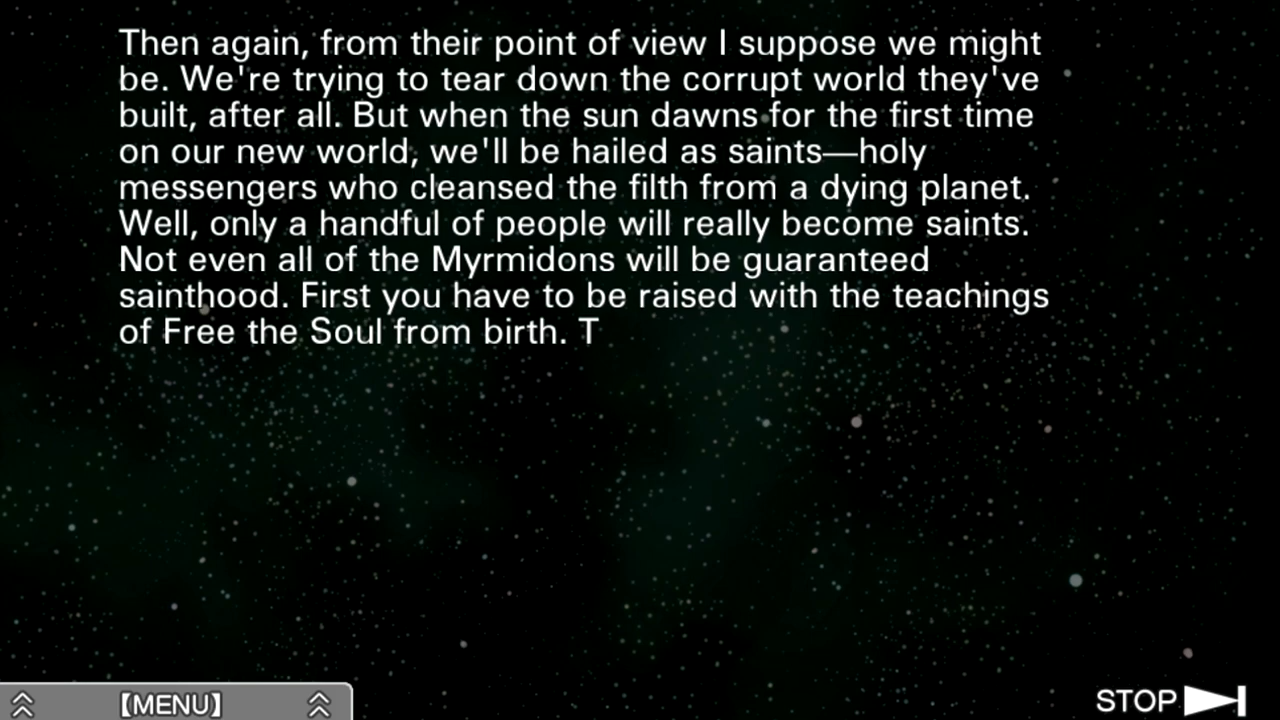 Then again, from their point of view I suppose we might
be. We're trying to tear down the corrupt world they've
built, after all. But when the sun dawns for the first time
on our new world, we'll be hailed as saints—holy
messengers who cleansed the filth from a dying planet.
Well, only a handful of people will really become saints.
Not even all of the Myrmidons will be guaranteed
sainthood. First you have to be raised with the teachings
of Free the Soul from birth. T
【MENU】
STOP